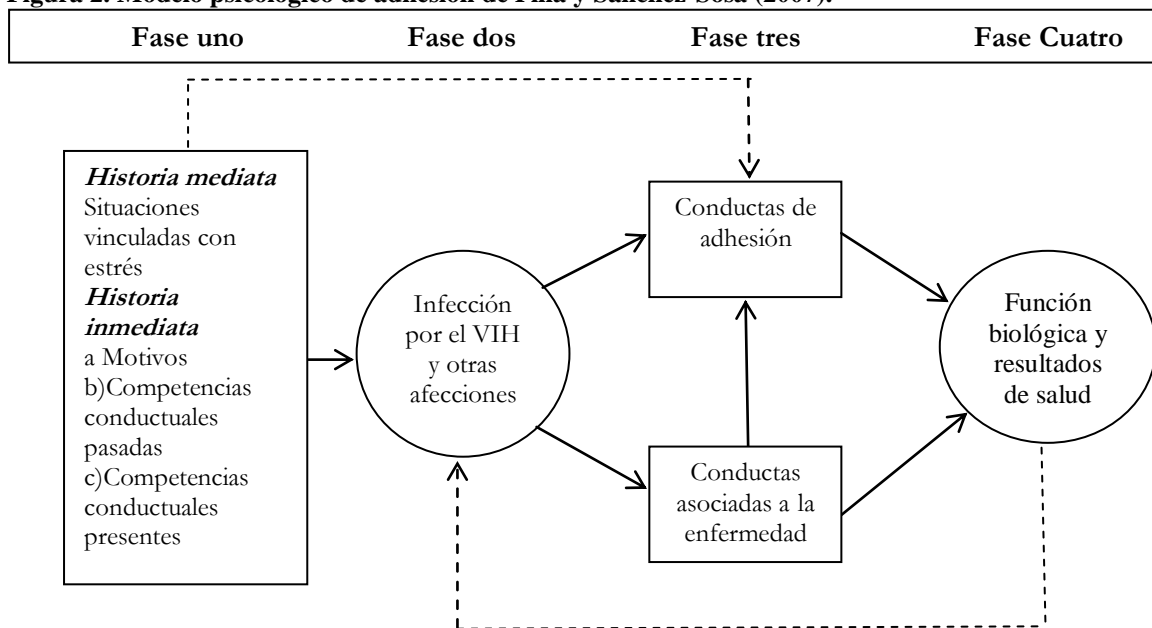 Figura 2. Modelo psicológico de adhesión de Piña y Sánchez-Sosa (2007).
Fase uno Fase dos Fase tres Fase Cuatro
Historia mediata
Situaciones
vinculadas con
estrés
Historia
inmediata
a Motivos
b)Competencias
conductuales
pasadas
c)Competencias
conductuales
presentes
Infección
por el VIH
y otras
afecciones
Conductas de
adhesión
Conductas
asociadas a la
enfermedad
Función
biológica y
resultados
de salud